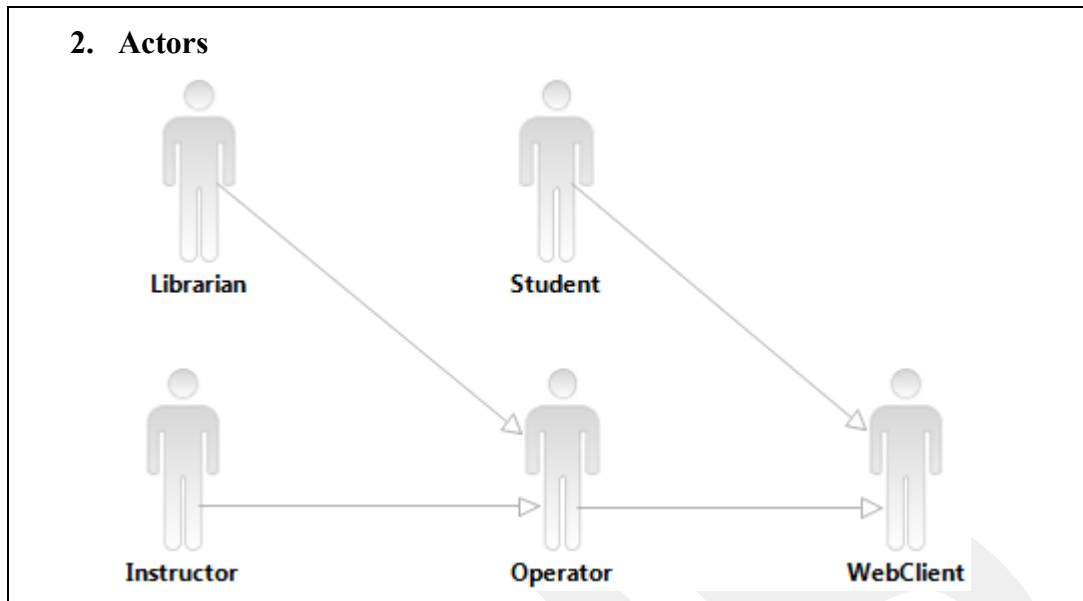 2. Actors
Librarian
Student
Instructor
Operator
WebClient